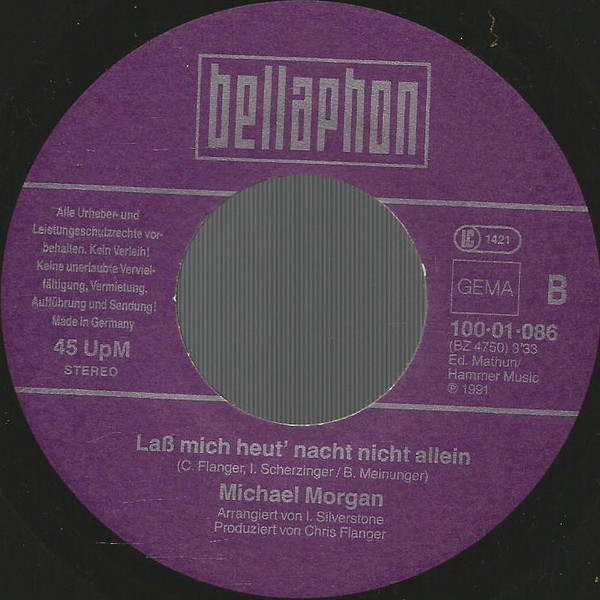 bellaphon
Alle Urheber- und
Leistungsschutzrechte vor-
behalten. Kein Verleih!
Keine unerlaubte Verviel-
fältigung, Vermietung,
Aufführung und Sendung!
Made in Germany
45 UpM
STEREO
LC 1421
GEMA
B
100·01·086
(BZ 4750) 3'33
Ed. Mathun/
Hammer Music
℗ 1991
Laß mich heut' nacht nicht allein
(C. Flanger, I. Scherzinger / B. Meinunger)
Michael Morgan
Arrangiert von I. Silverstone
Produziert von Chris Flanger